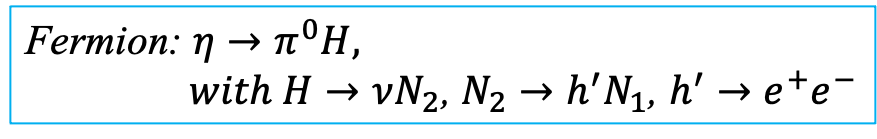 Fermion: η → π⁰H,
with H → νN₂, N₂ → h′N₁, h′ → e⁺e⁻